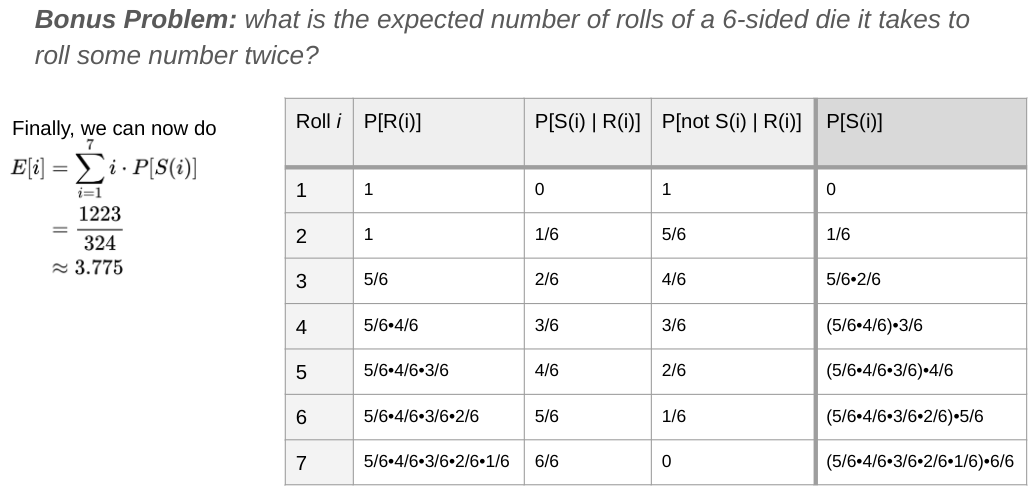 Bonus Problem: what is the expected number of rolls of a 6-sided die it takes to
roll some number twice?
Finally, we can now do
E[i] = \sum_{i=1}^{7} i · P[S(i)]
= \frac{1223}{324}
≈ 3.775
Roll i P[R(i)] P[S(i) | R(i)] P[not S(i) | R(i)] P[S(i)]
1 1 0 1 0
2 1 1/6 5/6 1/6
3 5/6 2/6 4/6 5/6•2/6
4 5/6•4/6 3/6 3/6 (5/6•4/6)•3/6
5 5/6•4/6•3/6 4/6 2/6 (5/6•4/6•3/6)•4/6
6 5/6•4/6•3/6•2/6 5/6 1/6 (5/6•4/6•3/6•2/6)•5/6
7 5/6•4/6•3/6•2/6•1/6 6/6 0 (5/6•4/6•3/6•2/6•1/6)•6/6